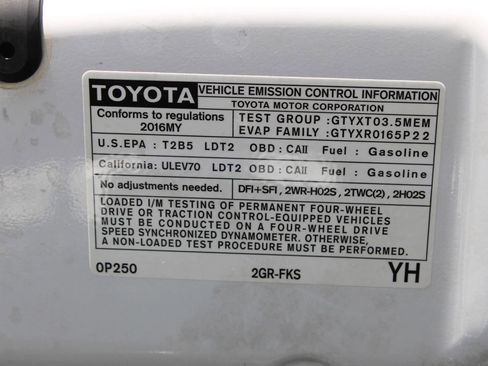 TOYOTA VEHICLE EMISSION CONTROL INFORMATION
TOYOTA MOTOR CORPORATION
Conforms to regulations
2016MY
TEST GROUP :GTYXT03.5MEM
EVAP FAMILY :GTYXR0165P22
U.S.EPA : T2B5 LDT2 OBD : CAII Fuel : Gasoline
California: ULEV70 LDT2 OBD : CAII Fuel : Gasoline
No adjustments needed. DFI+SFI, 2WR-HO2S, 2TWC(2), 2HO2S
LOADED I/M TESTING OF PERMANENT FOUR-WHEEL
DRIVE OR TRACTION CONTROL-EQUIPPED VEHICLES
MUST BE CONDUCTED ON A FOUR-WHEEL DRIVE
SPEED SYNCHRONIZED DYNAMOMETER. OTHERWISE,
A NON-LOADED TEST PROCEDURE MUST BE USED.
0P250 2GR-FKS YH